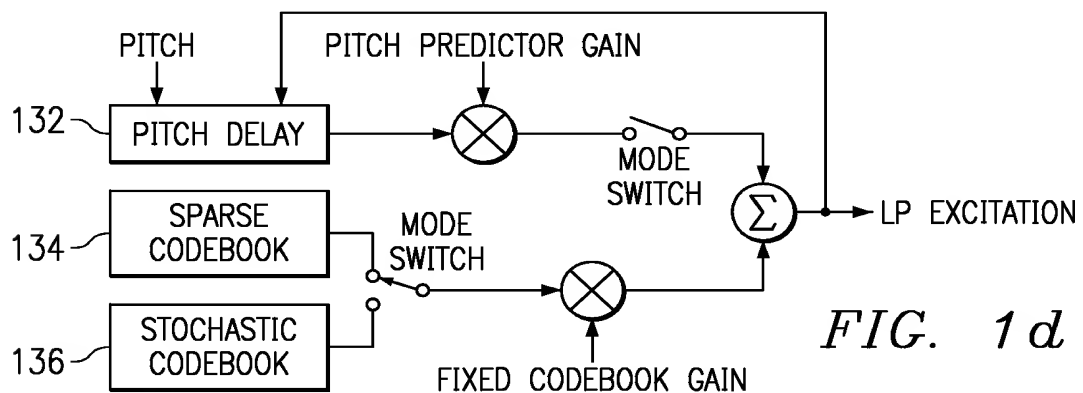 PITCH
PITCH PREDICTOR GAIN
132
PITCH DELAY
MODE
SWITCH
SPARSE
CODEBOOK
134
MODE
SWITCH
Σ
LP EXCITATION
STOCHASTIC
CODEBOOK
136
FIXED CODEBOOK GAIN
FIG. 1d